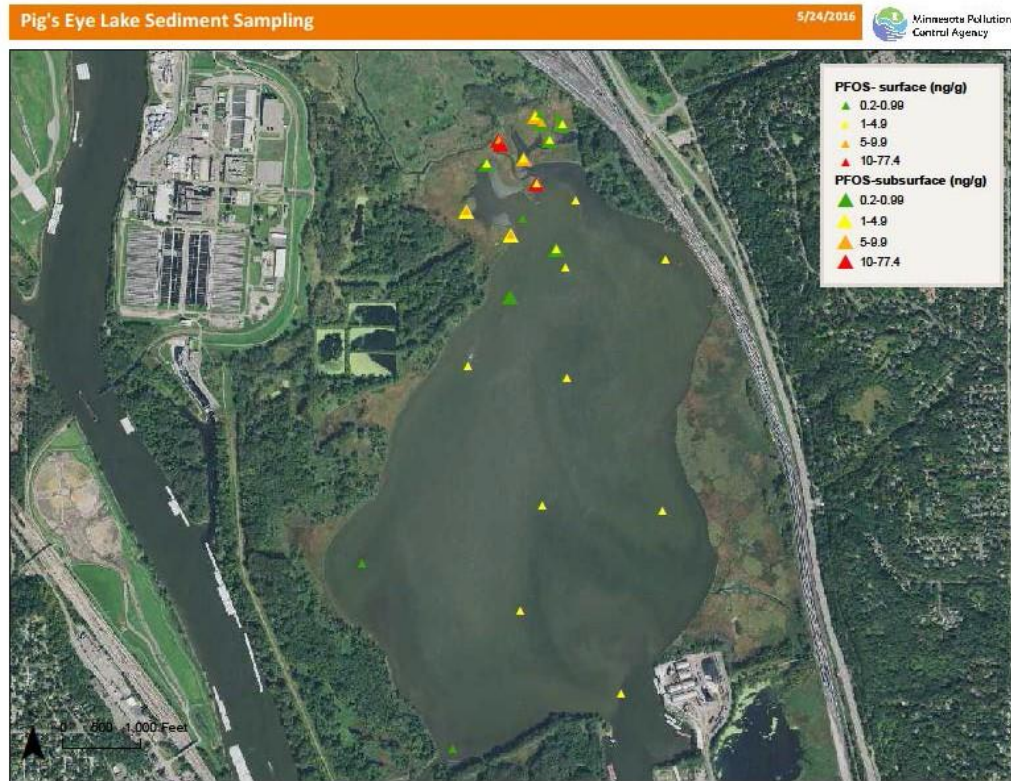 Pig's Eye Lake Sediment Sampling
5/24/2016
Minnesota Pollution
Control Agency
PFOS- surface (ng/g)
0.2-0.99
1-4.9
5-9.9
10-77.4
PFOS-subsurface (ng/g)
0.2-0.99
1-4.9
5-9.9
10-77.4
0 500 1,000 Feet